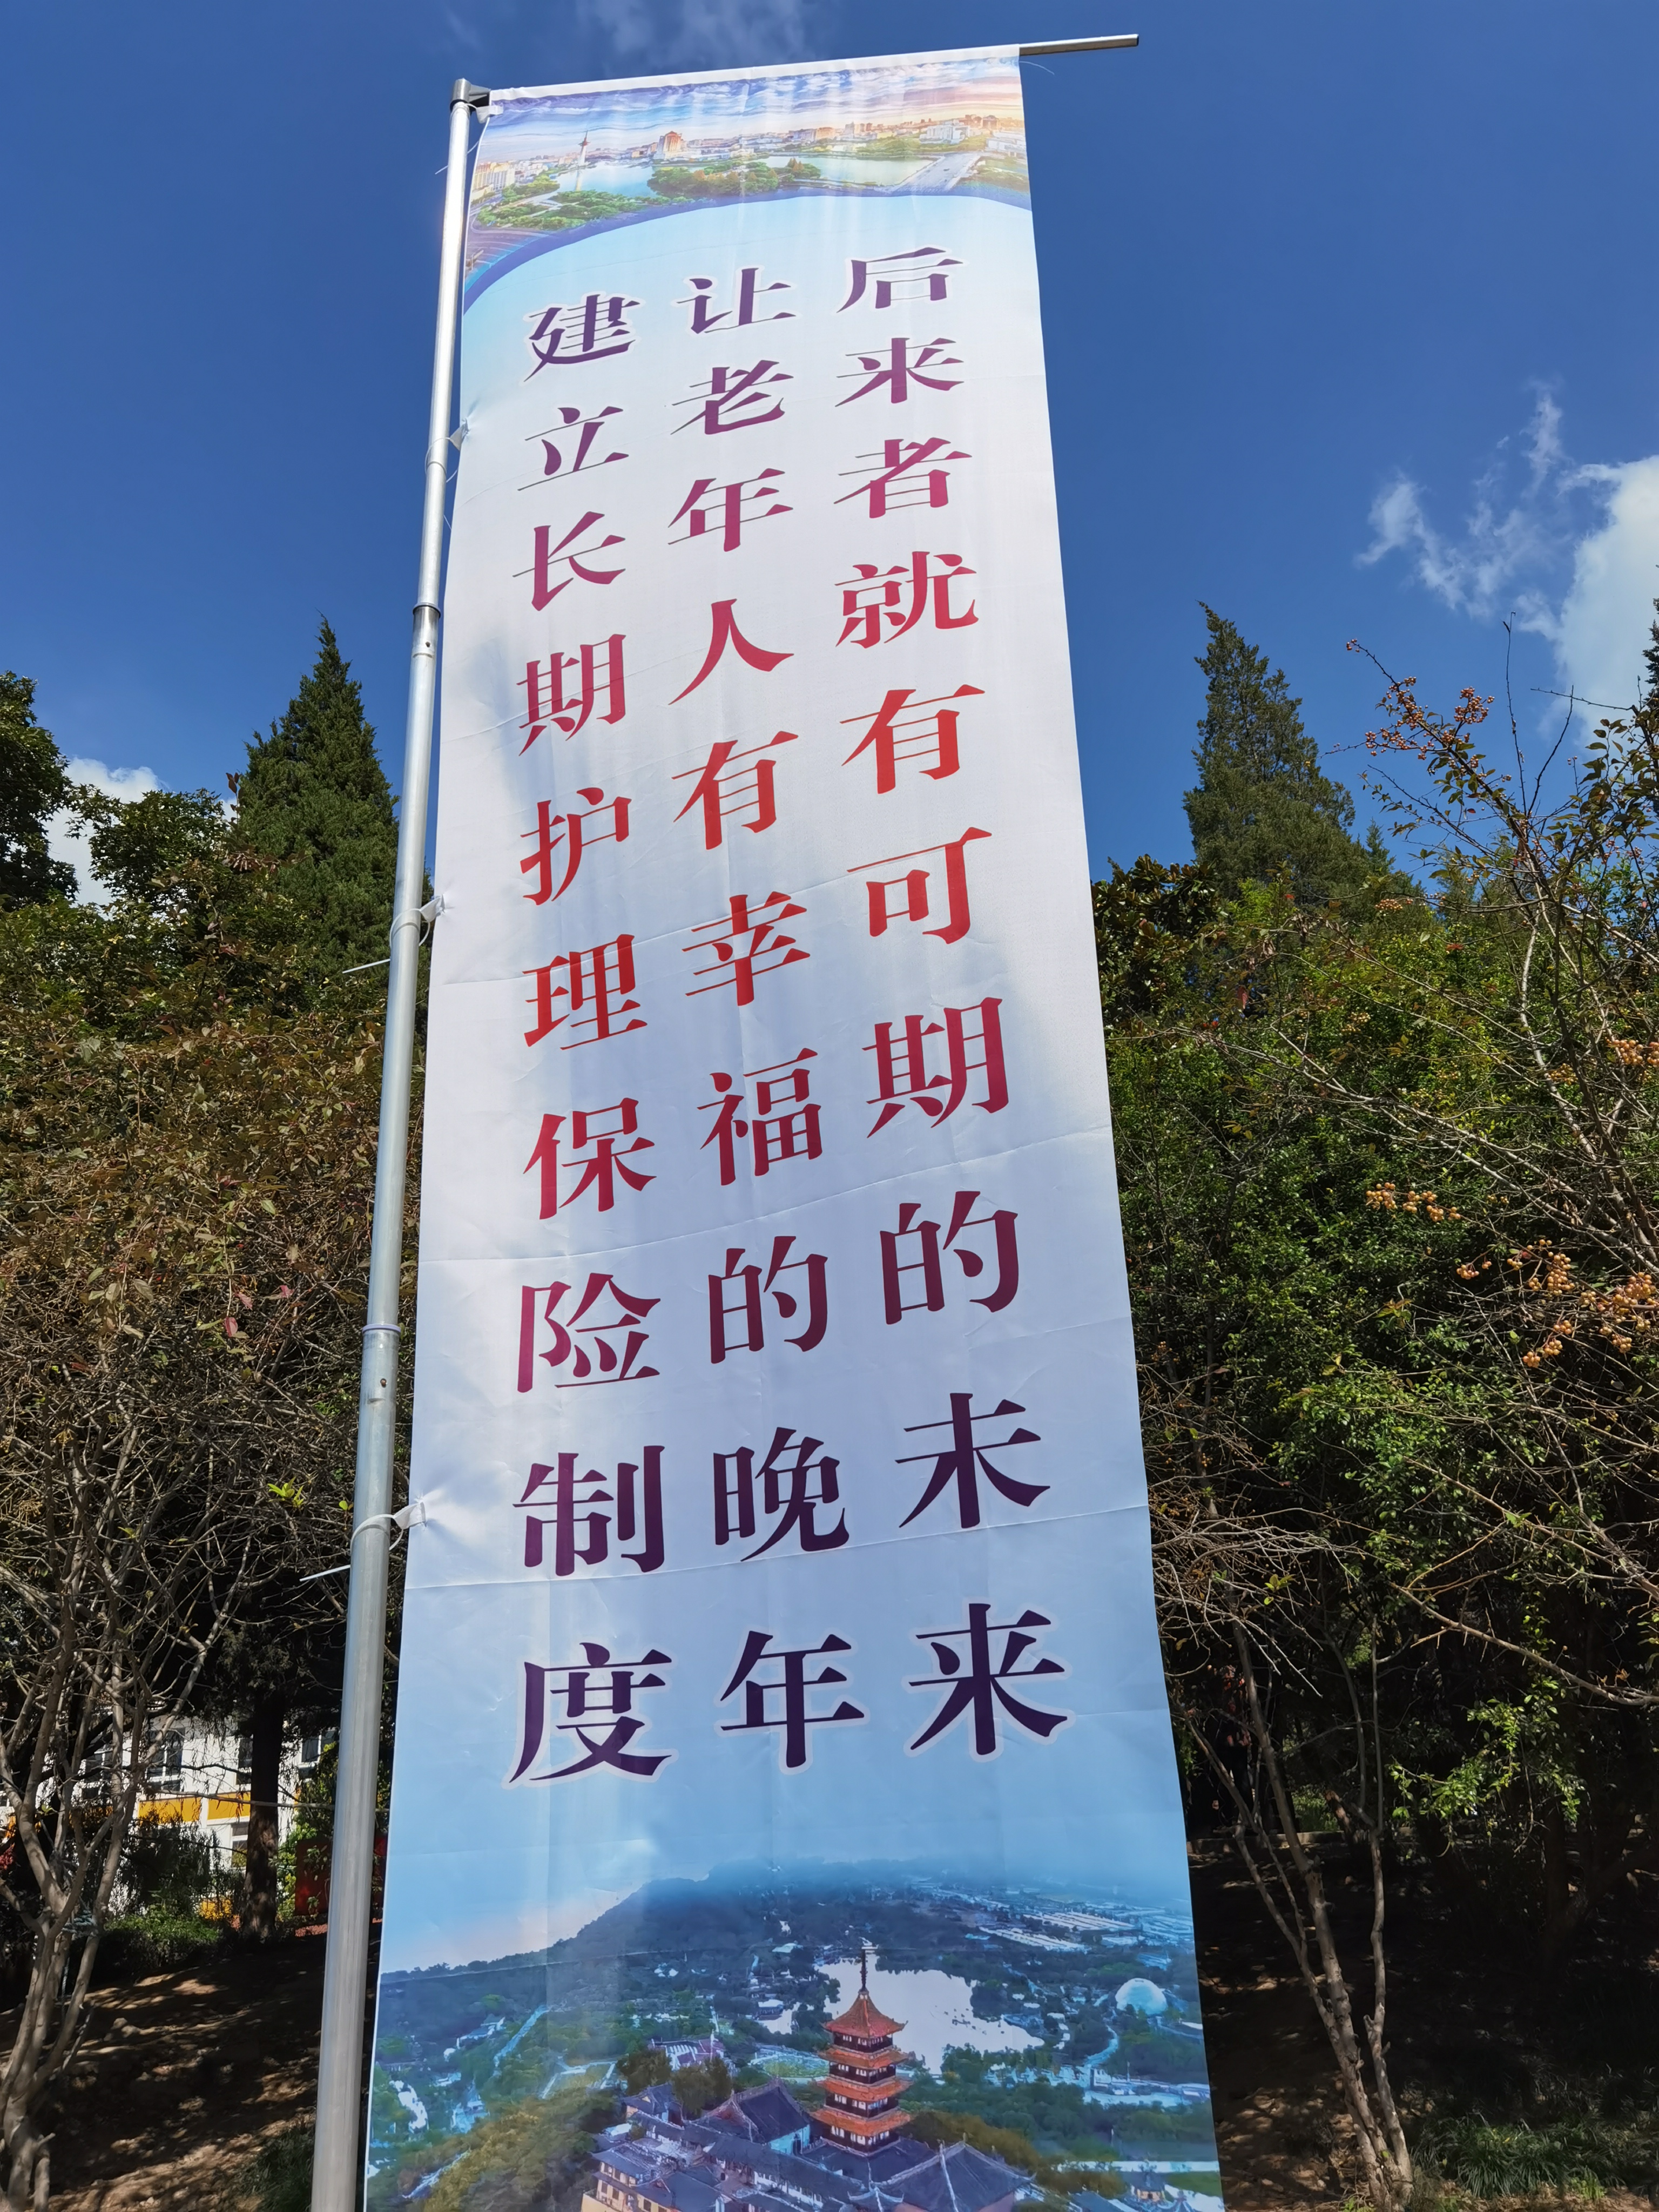 建立长期护理保险制度
让老年人有幸福的晚年
后来者就有可期的未来